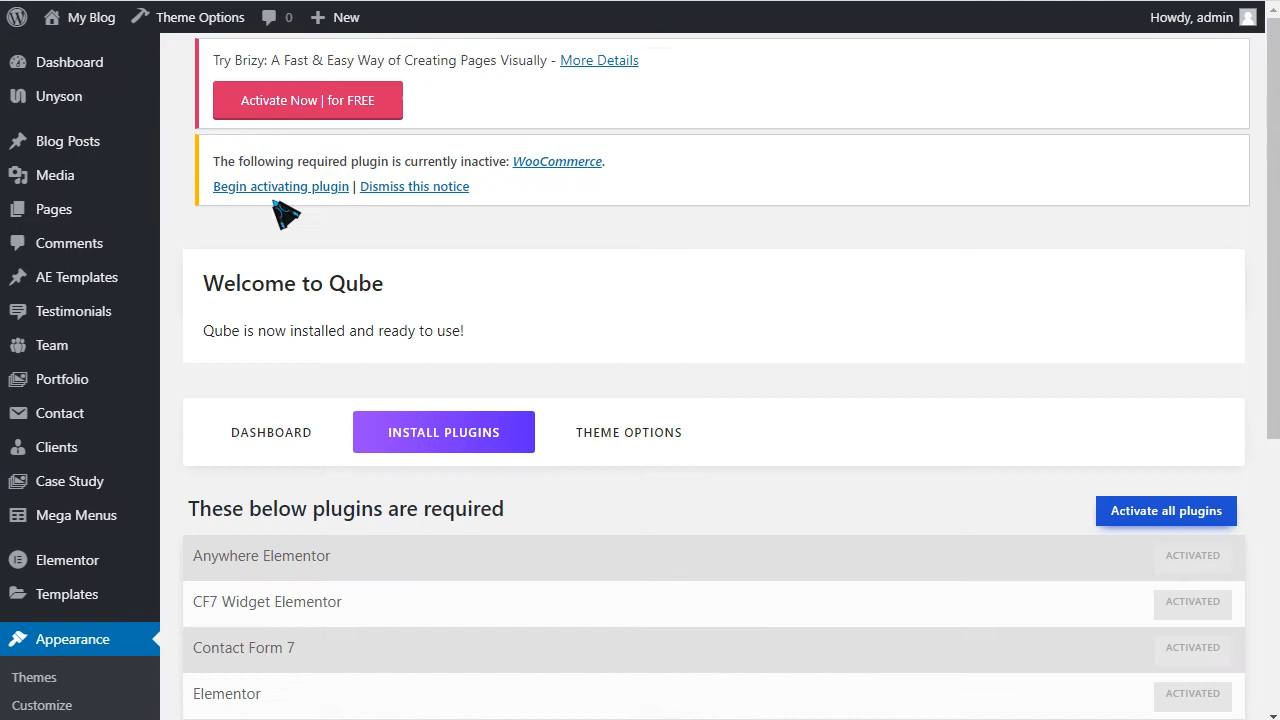 My Blog Theme Options 0 New Howdy, admin
Dashboard
Unyson
Blog Posts
Media
Pages
Comments
AE Templates
Testimonials
Team
Portfolio
Contact
Clients
Case Study
Mega Menus
Elementor
Templates
Appearance
Themes
Customize
Try Brizy: A Fast & Easy Way of Creating Pages Visually - More Details
Activate Now | for FREE
The following required plugin is currently inactive: WooCommerce.
Begin activating plugin | Dismiss this notice
Welcome to Qube
Qube is now installed and ready to use!
DASHBOARD INSTALL PLUGINS THEME OPTIONS
These below plugins are required Activate all plugins
Anywhere Elementor ACTIVATED
CF7 Widget Elementor ACTIVATED
Contact Form 7 ACTIVATED
Elementor ACTIVATED